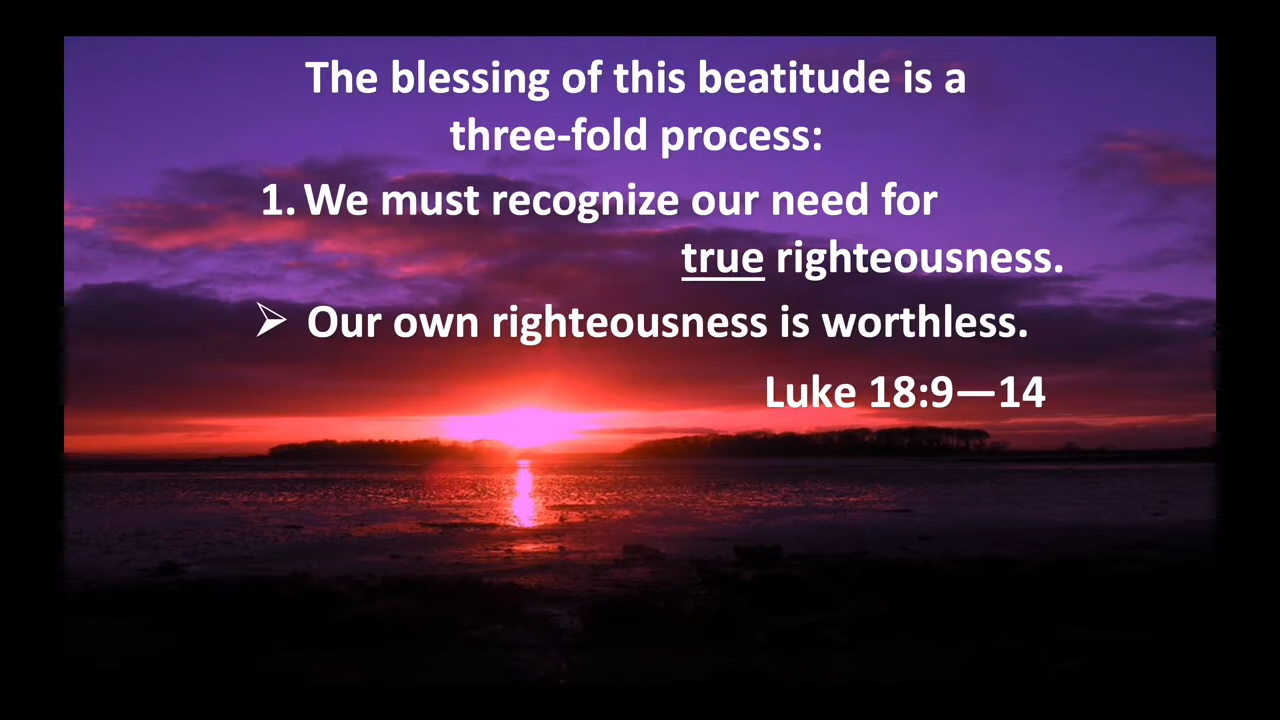 The blessing of this beatitude is a
three-fold process:
1. We must recognize our need for
true righteousness.
➢ Our own righteousness is worthless.
Luke 18:9—14